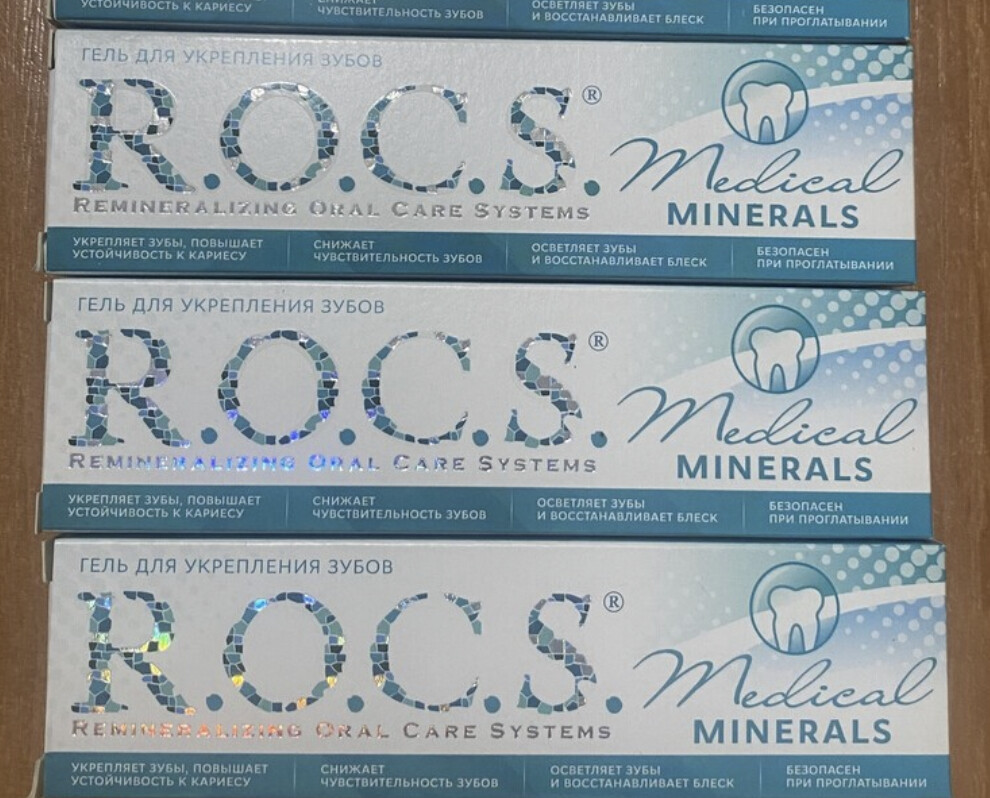 УСТОЙЧИВОСТЬ К КАРИЕСУ
СНИЖАЕТ
ЧУВСТВИТЕЛЬНОСТЬ ЗУБОВ
ОСВЕТЛЯЕТ ЗУБЫ
И ВОССТАНАВЛИВАЕТ БЛЕСК
БЕЗОПАСЕН
ПРИ ПРОГЛАТЫВАНИИ
ГЕЛЬ ДЛЯ УКРЕПЛЕНИЯ ЗУБОВ
R.O.C.S.®
REMINERALIZING ORAL CARE SYSTEMS
Medical
MINERALS
УКРЕПЛЯЕТ ЗУБЫ, ПОВЫШАЕТ
УСТОЙЧИВОСТЬ К КАРИЕСУ
СНИЖАЕТ
ЧУВСТВИТЕЛЬНОСТЬ ЗУБОВ
ОСВЕТЛЯЕТ ЗУБЫ
И ВОССТАНАВЛИВАЕТ БЛЕСК
БЕЗОПАСЕН
ПРИ ПРОГЛАТЫВАНИИ
ГЕЛЬ ДЛЯ УКРЕПЛЕНИЯ ЗУБОВ
R.O.C.S.®
REMINERALIZING ORAL CARE SYSTEMS
Medical
MINERALS
УКРЕПЛЯЕТ ЗУБЫ, ПОВЫШАЕТ
УСТОЙЧИВОСТЬ К КАРИЕСУ
СНИЖАЕТ
ЧУВСТВИТЕЛЬНОСТЬ ЗУБОВ
ОСВЕТЛЯЕТ ЗУБЫ
И ВОССТАНАВЛИВАЕТ БЛЕСК
БЕЗОПАСЕН
ПРИ ПРОГЛАТЫВАНИИ
ГЕЛЬ ДЛЯ УКРЕПЛЕНИЯ ЗУБОВ
R.O.C.S.®
REMINERALIZING ORAL CARE SYSTEMS
Medical
MINERALS
УКРЕПЛЯЕТ ЗУБЫ, ПОВЫШАЕТ
УСТОЙЧИВОСТЬ К КАРИЕСУ
СНИЖАЕТ
ЧУВСТВИТЕЛЬНОСТЬ ЗУБОВ
ОСВЕТЛЯЕТ ЗУБЫ
И ВОССТАНАВЛИВАЕТ БЛЕСК
БЕЗОПАСЕН
ПРИ ПРОГЛАТЫВАНИИ